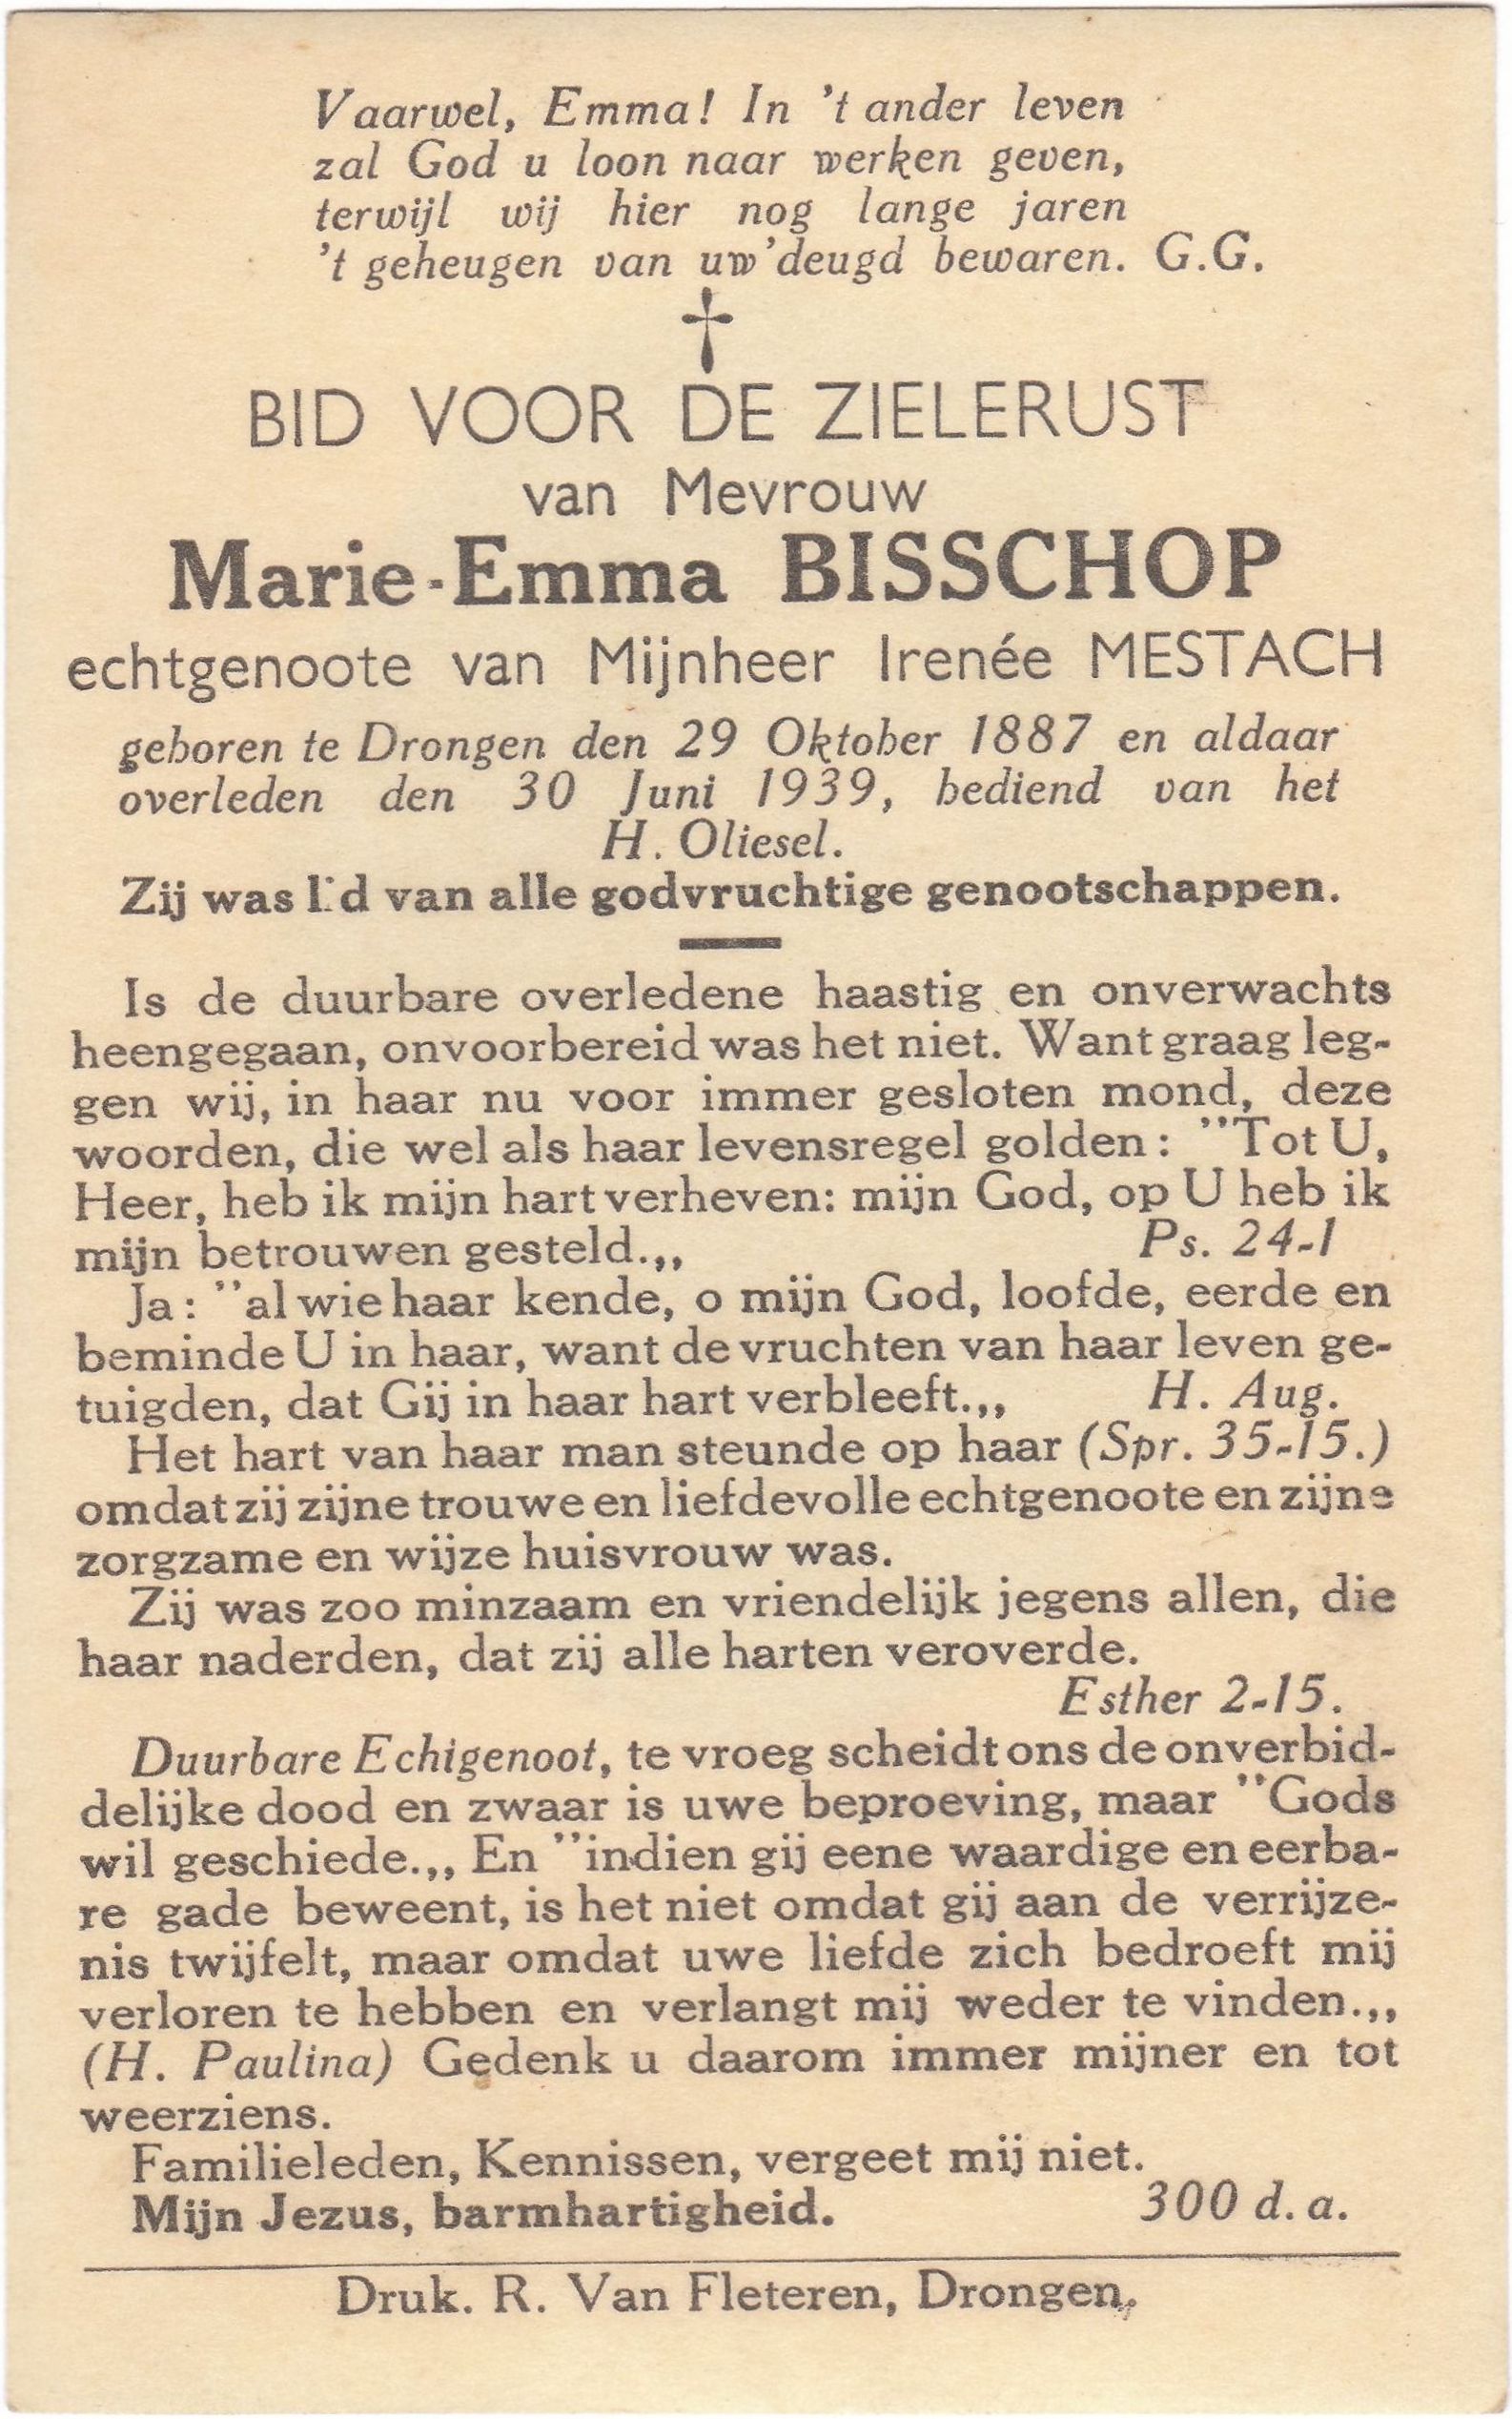 Vaarwel, Emma! In 't ander leven
zal God u loon naar werken geven,
terwijl wij hier nog lange jaren
't geheugen van uw'deugd bewaren. G.G.
BID VOOR DE ZIELERUST
van Mevrouw
Marie-Emma BISSCHOP
echtgenoote van Mijnheer Irenée MESTACH
geboren te Drongen den 29 Oktober 1887 en aldaar
overleden den 30 Juni 1939, bediend van het
H. Oliesel.
Zij was lid van alle godvruchtige genootschappen.
Is de duurbare overledene haastig en onverwachts
heengegaan, onvoorbereid was het niet. Want graag leg-
gen wij, in haar nu voor immer gesloten mond, deze
woorden, die wel als haar levensregel golden: "Tot U,
Heer, heb ik mijn hart verheven: mijn God, op U heb ik
mijn betrouwen gesteld.,, Ps. 24-1
Ja: "al wie haar kende, o mijn God, loofde, eerde en
beminde U in haar, want de vruchten van haar leven ge-
tuigden, dat Gij in haar hart verbleeft.,, H. Aug.
Het hart van haar man steunde op haar (Spr. 35-15.)
omdat zij zijne trouwe en liefdevolle echtgenoote en zijne
zorgzame en wijze huisvrouw was.
Zij was zoo minzaam en vriendelijk jegens allen, die
haar naderden, dat zij alle harten veroverde.
Esther 2-15.
Duurbare Echigenoot, te vroeg scheidt ons de onverbid-
delijke dood en zwaar is uwe beproeving, maar "Gods
wil geschiede.,, En "indien gij eene waardige en eerba-
re gade beweent, is het niet omdat gij aan de verrijze-
nis twijfelt, maar omdat uwe liefde zich bedroeft mij
verloren te hebben en verlangt mij weder te vinden.,,
(H. Paulina) Gedenk u daarom immer mijner en tot
weerziens.
Familieleden, Kennissen, vergeet mij niet.
Mijn Jezus, barmhartigheid. 300 d. a.
Druk. R. Van Fleteren, Drongen.